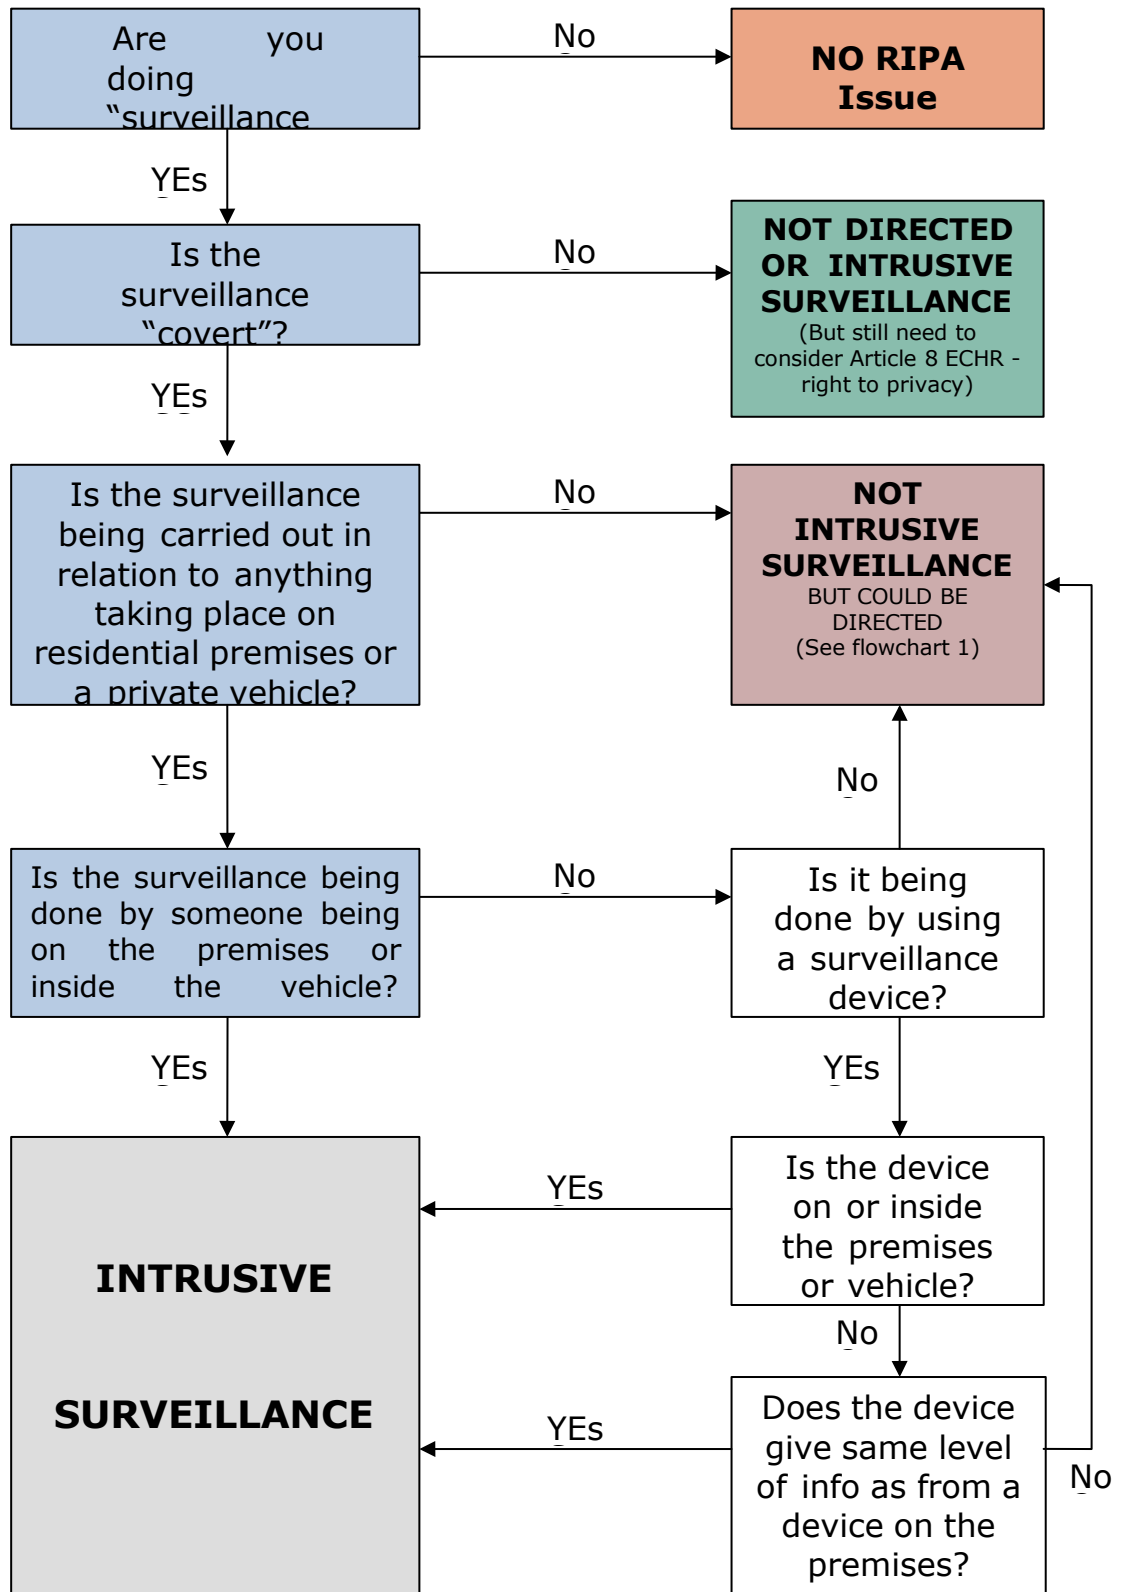 Are you
doing
“surveillance
No
NO RIPA
Issue
YEs
Is the
surveillance
“covert”?
No
NOT DIRECTED
OR INTRUSIVE
SURVEILLANCE
(But still need to
consider Article 8 ECHR -
right to privacy)
YEs
Is the surveillance
being carried out in
relation to anything
taking place on
residential premises or
a private vehicle?
No
NOT
INTRUSIVE
SURVEILLANCE
BUT COULD BE
DIRECTED
(See flowchart 1)
YEs
No
Is the surveillance being
done by someone being
on the premises or
inside the vehicle?
No
Is it being
done by using
a surveillance
device?
YEs
YEs
INTRUSIVE
SURVEILLANCE
YEs
Is the device
on or inside
the premises
or vehicle?
No
YEs
Does the device
give same level
of info as from a
device on the
premises?
No